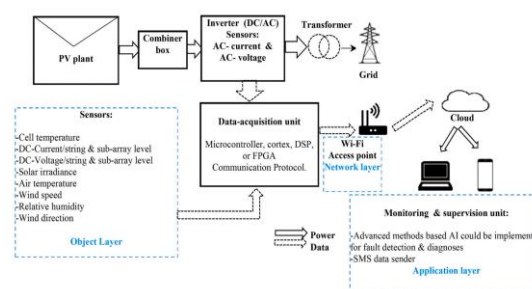 Inverter (DC/AC)
Sensors:
AC- current &
AC- voltage
Transformer
Combiner
box
PV plant
Grid
Sensors:
-Cell temperature
-DC-Current/string & sub-array level
-DC-Voltage/string & sub-array level
-Solar irradiance
-Air temperature
-Wind speed
-Relative humidity
-Wind direction
Object Layer
Data-acquisition unit
Microcontroller, cortex, DSP,
or FPGA
Communication Protocol.
Wi-Fi
Access point
Network layer
Cloud
Power
Data
Monitoring & supervision unit:
-Advanced methods based AI could be implement
for fault detection & diagnoses
-SMS data sender
Application layer